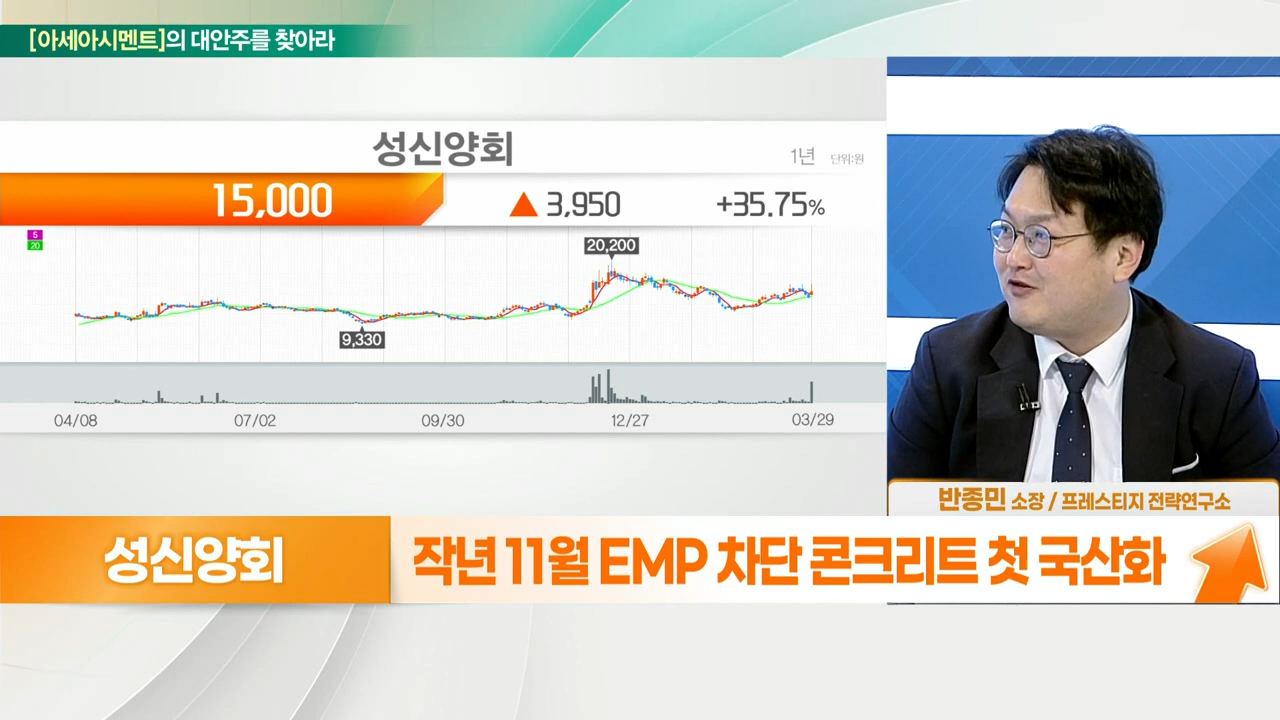 [아세아시멘트]의 대안주를 찾아라
성신양회
1년 단위:원
15,000 ▲ 3,950 +35.75%
5
20
20,200
9,330
04/08 07/02 09/30 12/27 03/29
반종민 소장 / 프레스티지 전략연구소
성신양회 작년 11월 EMP 차단 콘크리트 첫 국산화